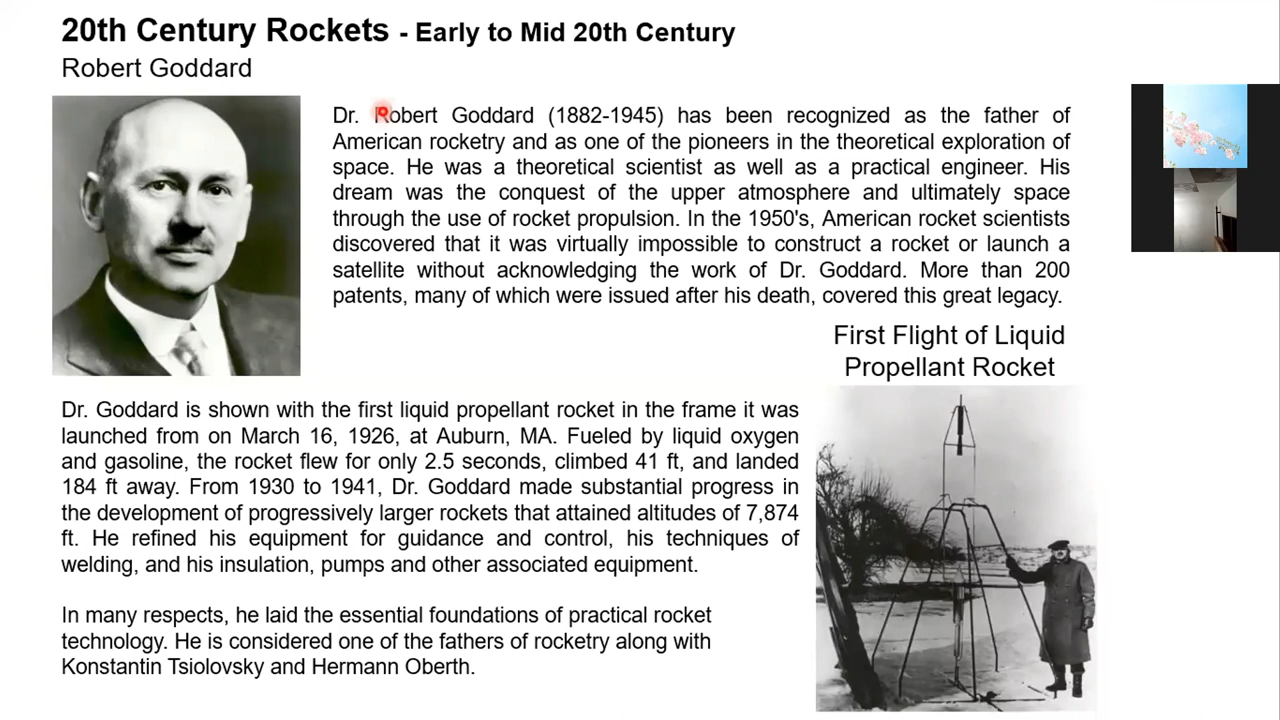 20th Century Rockets - Early to Mid 20th Century
Robert Goddard
Dr. Robert Goddard (1882-1945) has been recognized as the father of
American rocketry and as one of the pioneers in the theoretical exploration of
space. He was a theoretical scientist as well as a practical engineer. His
dream was the conquest of the upper atmosphere and ultimately space
through the use of rocket propulsion. In the 1950's, American rocket scientists
discovered that it was virtually impossible to construct a rocket or launch a
satellite without acknowledging the work of Dr. Goddard. More than 200
patents, many of which were issued after his death, covered this great legacy.
First Flight of Liquid
Propellant Rocket
Dr. Goddard is shown with the first liquid propellant rocket in the frame it was
launched from on March 16, 1926, at Auburn, MA. Fueled by liquid oxygen
and gasoline, the rocket flew for only 2.5 seconds, climbed 41 ft, and landed
184 ft away. From 1930 to 1941, Dr. Goddard made substantial progress in
the development of progressively larger rockets that attained altitudes of 7,874
ft. He refined his equipment for guidance and control, his techniques of
welding, and his insulation, pumps and other associated equipment.
In many respects, he laid the essential foundations of practical rocket
technology. He is considered one of the fathers of rocketry along with
Konstantin Tsiolovsky and Hermann Oberth.